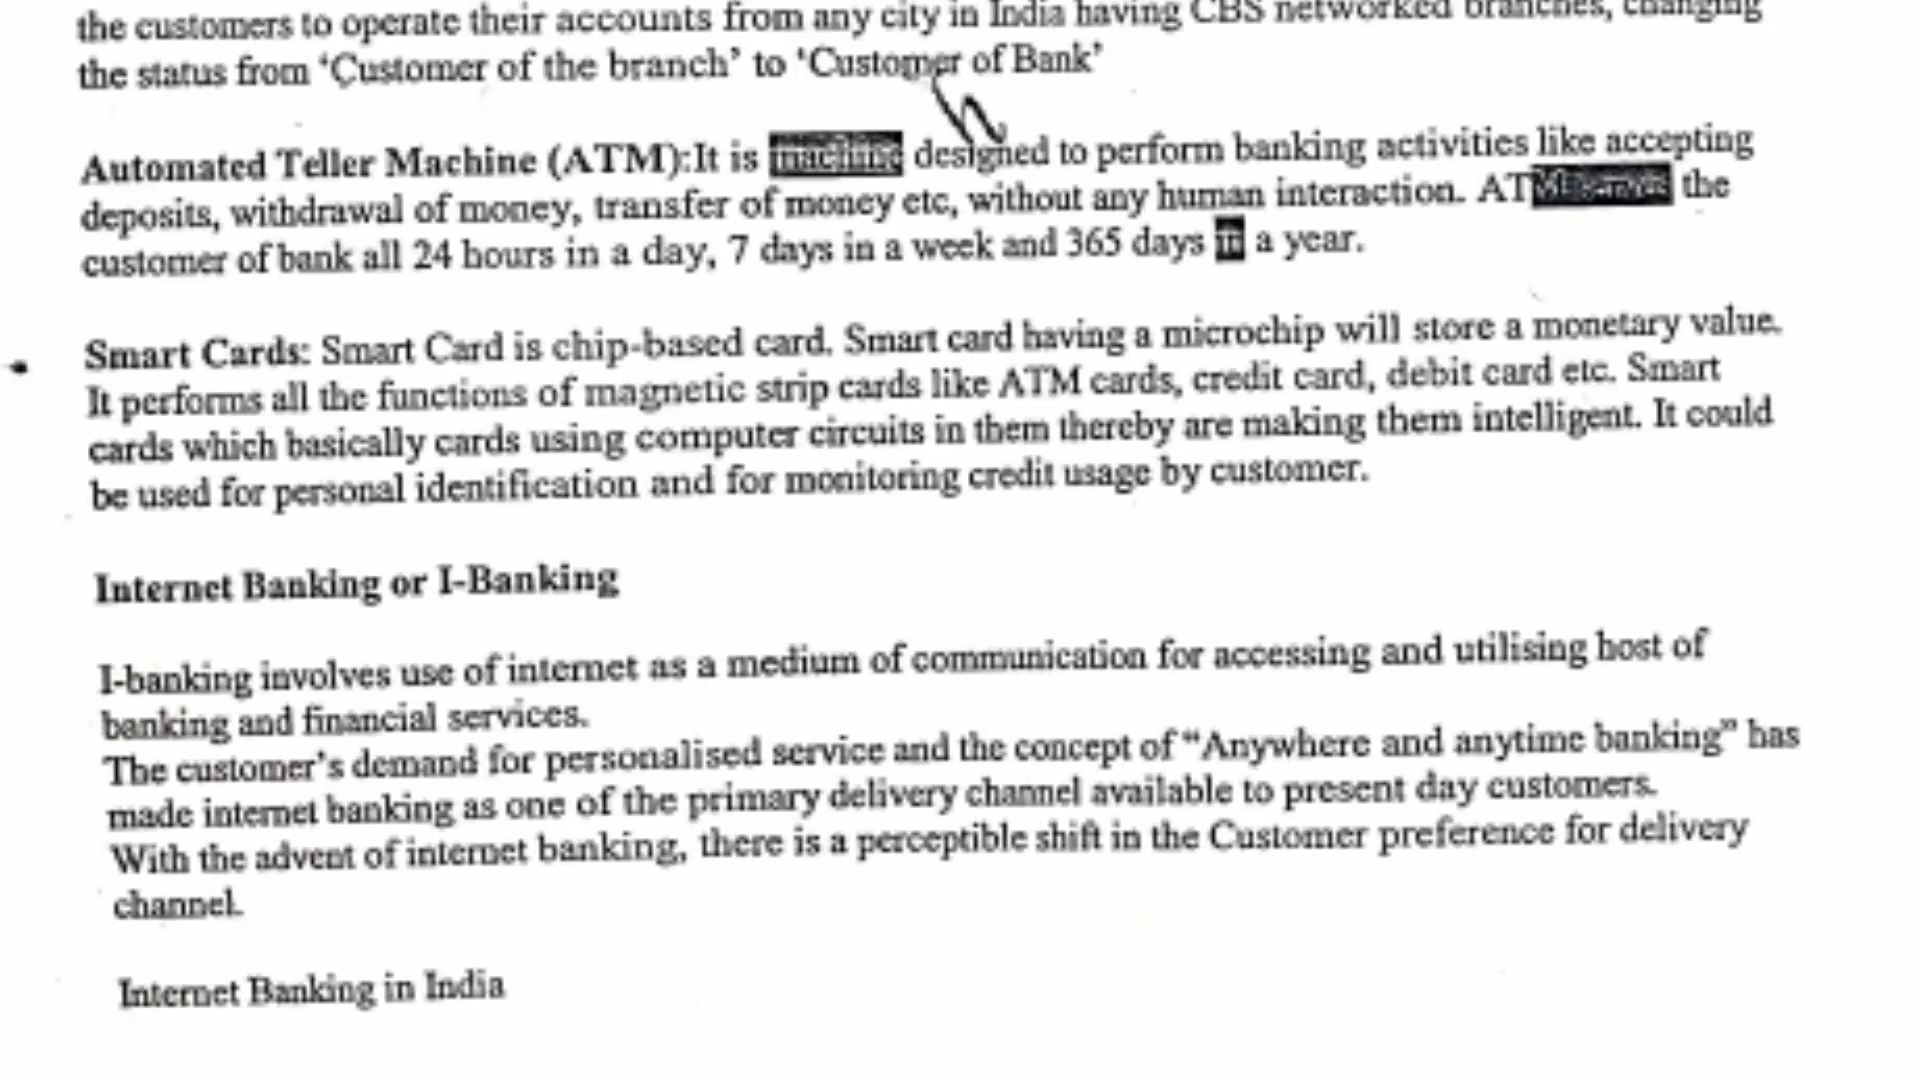 the customers to operate their accounts from any city in India having CBS networked branches, changing
the status from ‘Customer of the branch’ to ‘Customer of Bank’
Automated Teller Machine (ATM):It is machine designed to perform banking activities like accepting
deposits, withdrawal of money, transfer of money etc, without any human interaction. ATM the
customer of bank all 24 hours in a day, 7 days in a week and 365 days in a year.
Smart Cards: Smart Card is chip-based card. Smart card having a microchip will store a monetary value.
It performs all the functions of magnetic strip cards like ATM cards, credit card, debit card etc. Smart
cards which basically cards using computer circuits in them thereby are making them intelligent. It could
be used for personal identification and for monitoring credit usage by customer.
Internet Banking or I-Banking
I-banking involves use of internet as a medium of communication for accessing and utilising host of
banking and financial services.
The customer's demand for personalised service and the concept of “Anywhere and anytime banking” has
made internet banking as one of the primary delivery channel available to present day customers.
With the advent of internet banking, there is a perceptible shift in the Customer preference for delivery
channel.
Internet Banking in India